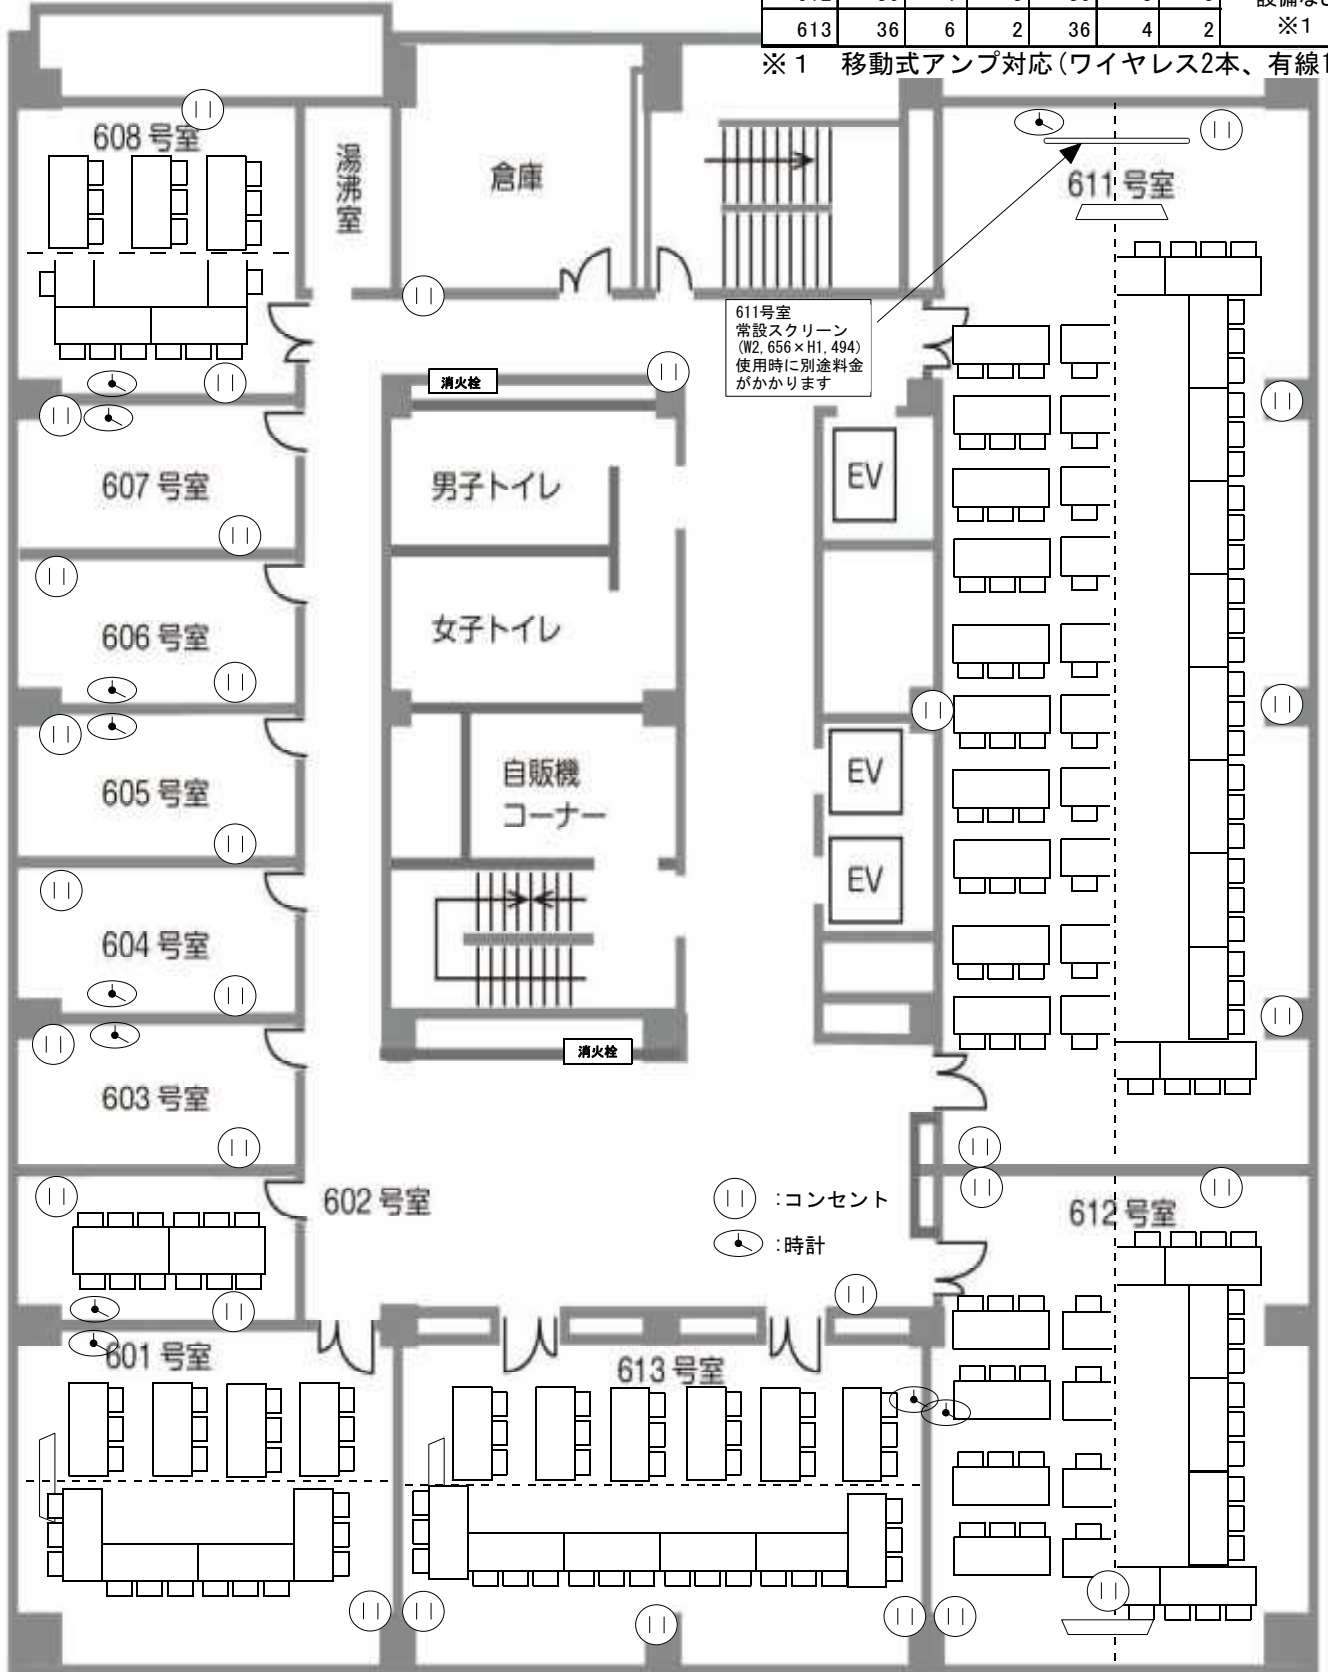 613 36 6 2 36 4 2 ※1
※1 移動式アンプ対応(ワイヤレス2本、有線1
608号室
湯沸室
倉庫
611号室
611号室
常設スクリーン
(W2,656×H1,494)
使用時に別途料金
がかかります
消火栓
607号室
男子トイレ
EV
606号室
女子トイレ
605号室
自販機
コーナー
EV
EV
604号室
消火栓
603号室
602号室
:コンセント
:時計
612号室
601号室
613号室